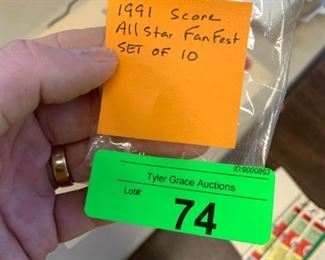 1991 Score
All Star FanFest
SET OF 10
ID:9000863
Tyler Grace Auctions
Lot#:
74